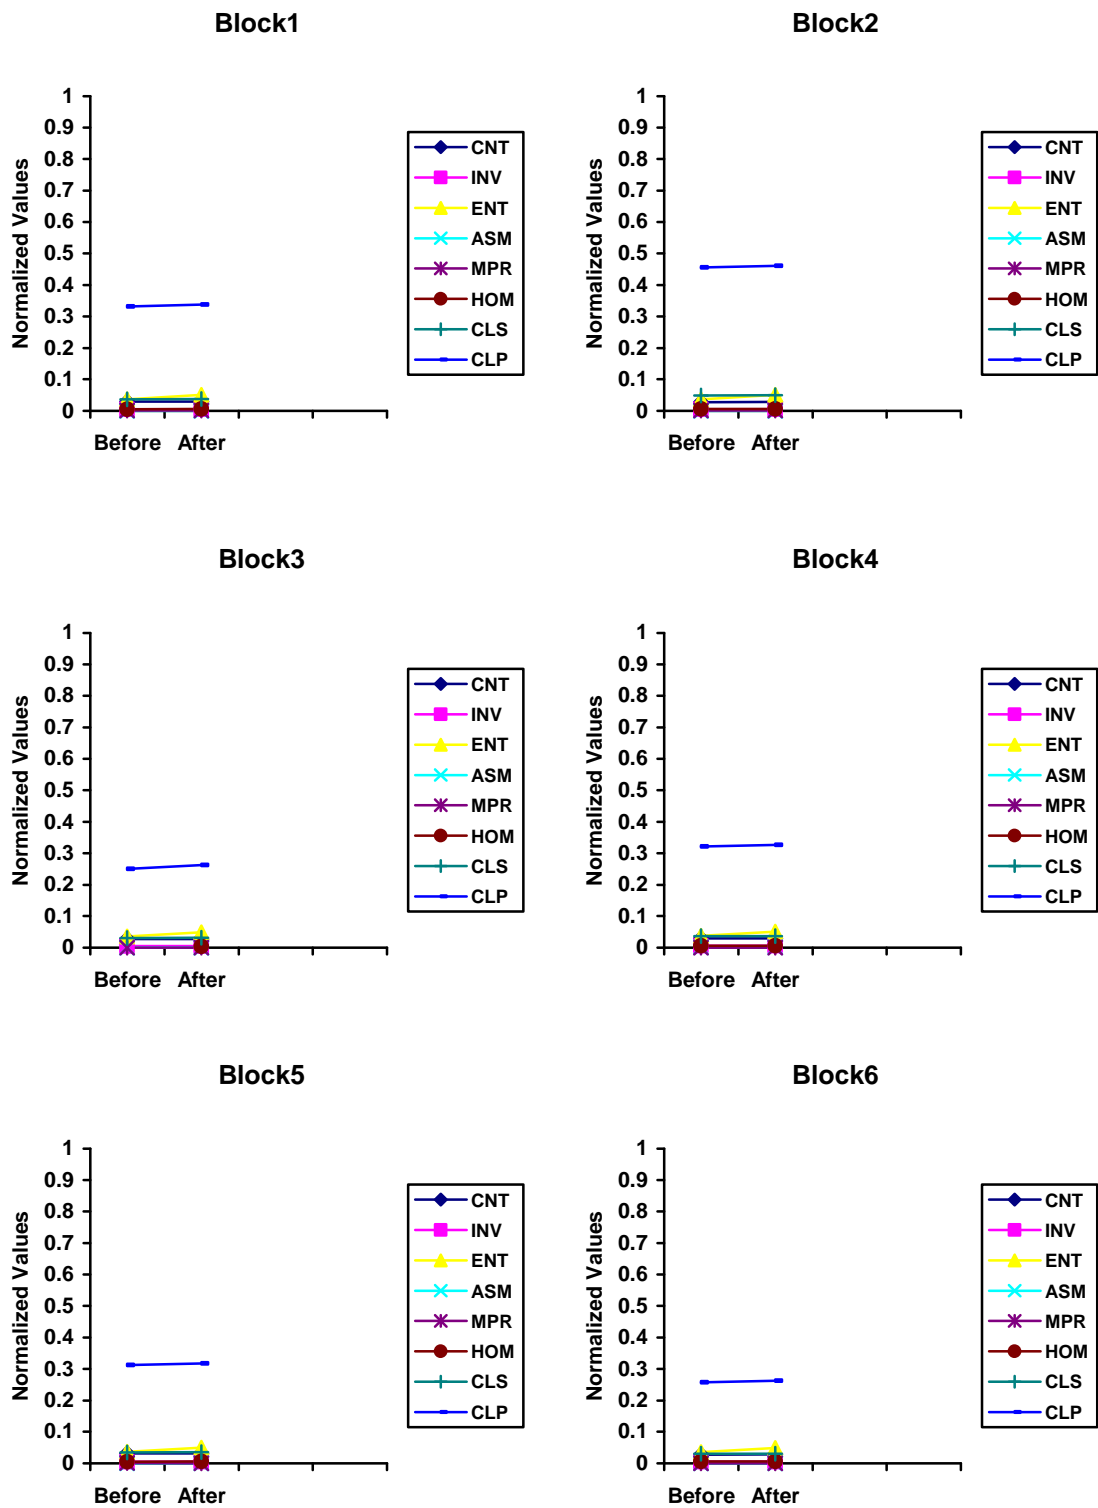 Block1
Normalized Values
1
0.9
0.8
0.7
0.6
0.5
0.4
0.3
0.2
0.1
0
Before After
CNT
INV
ENT
ASM
MPR
HOM
CLS
CLP
Block2
Normalized Values
1
0.9
0.8
0.7
0.6
0.5
0.4
0.3
0.2
0.1
0
Before After
CNT
INV
ENT
ASM
MPR
HOM
CLS
CLP
Block3
Normalized Values
1
0.9
0.8
0.7
0.6
0.5
0.4
0.3
0.2
0.1
0
Before After
CNT
INV
ENT
ASM
MPR
HOM
CLS
CLP
Block4
Normalized Values
1
0.9
0.8
0.7
0.6
0.5
0.4
0.3
0.2
0.1
0
Before After
CNT
INV
ENT
ASM
MPR
HOM
CLS
CLP
Block5
Normalized Values
1
0.9
0.8
0.7
0.6
0.5
0.4
0.3
0.2
0.1
0
Before After
CNT
INV
ENT
ASM
MPR
HOM
CLS
CLP
Block6
Normalized Values
1
0.9
0.8
0.7
0.6
0.5
0.4
0.3
0.2
0.1
0
Before After
CNT
INV
ENT
ASM
MPR
HOM
CLS
CLP